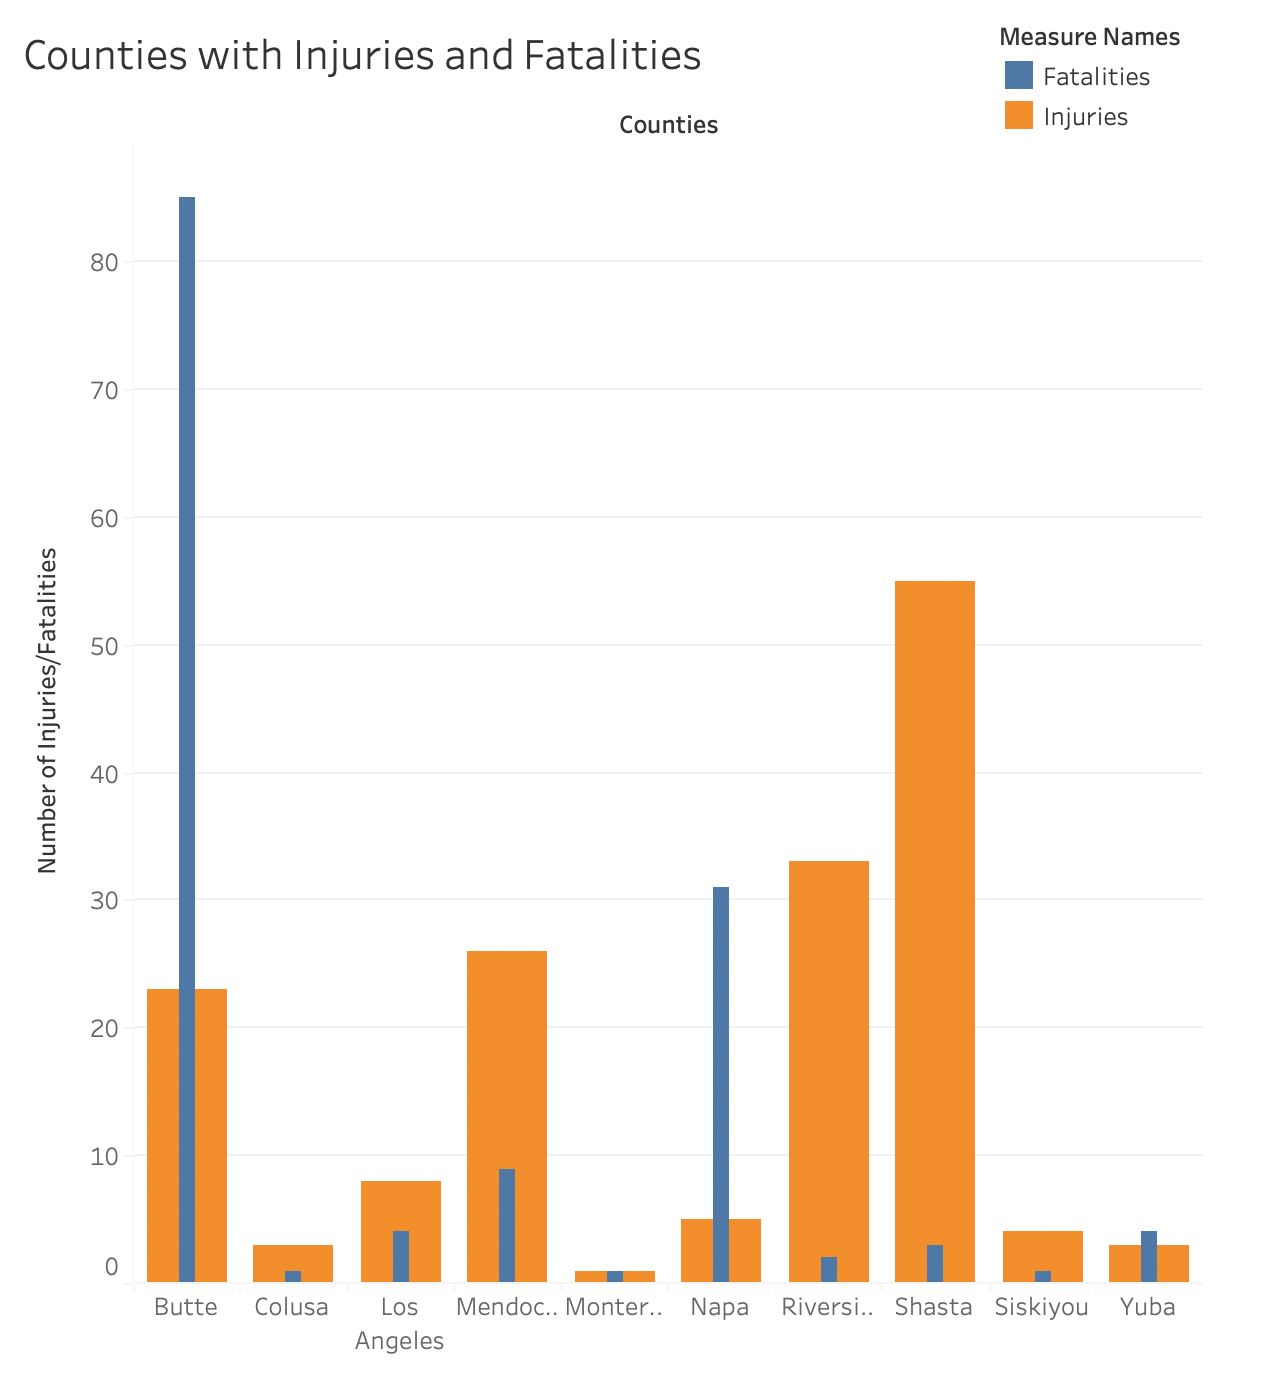 Counties with Injuries and Fatalities
Measure Names
Fatalities
Injuries
Counties
Number of Injuries/Fatalities
80
70
60
50
40
30
20
10
0
Butte
Colusa
Los
Angeles
Mendoc..
Monter..
Napa
Riversi..
Shasta
Siskiyou
Yuba